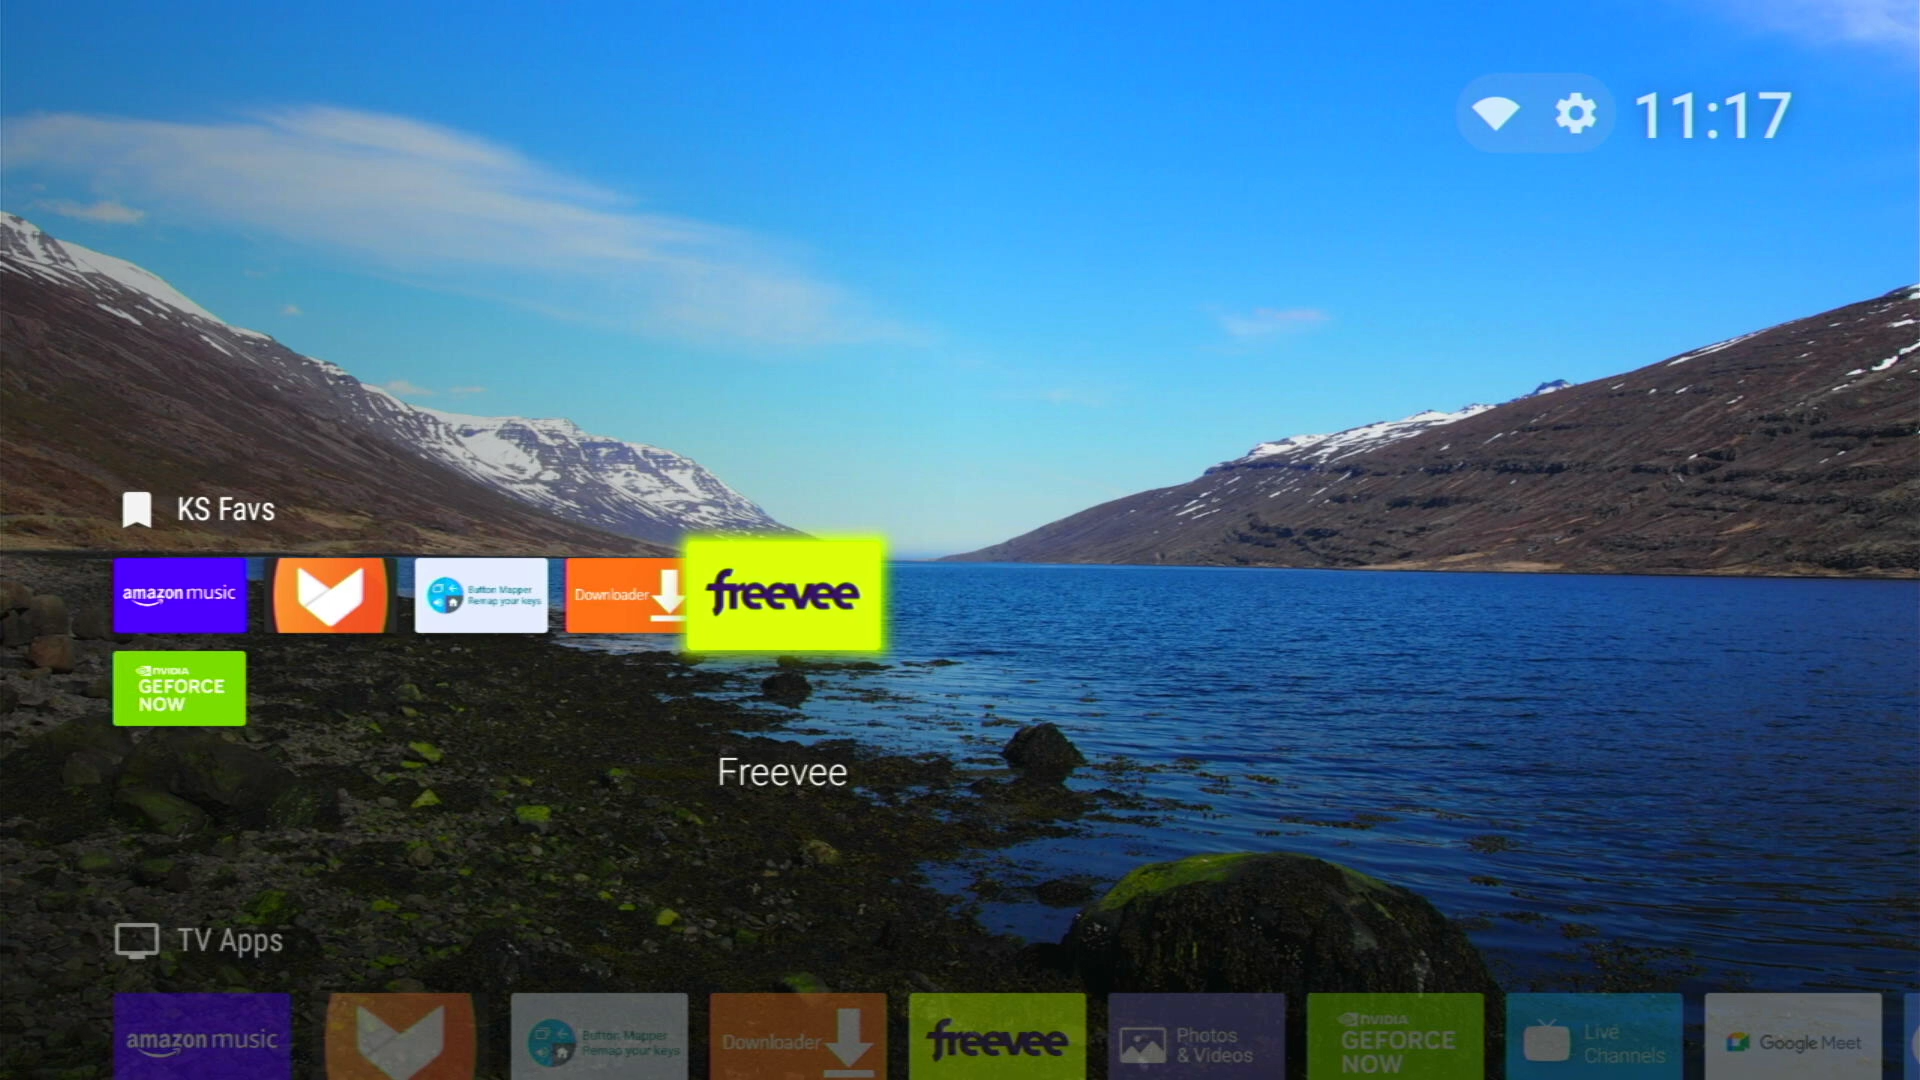 11:17
KS Favs
amazon music
Button Mapper
Remap your keys
Downloader
freevee
NVIDIA
GEFORCE
NOW
Freevee
TV Apps
amazon music
Button Mapper
Remap your keys
Downloader
freevee
Photos
& Videos
NVIDIA
GEFORCE
NOW
Live
Channels
Google Meet